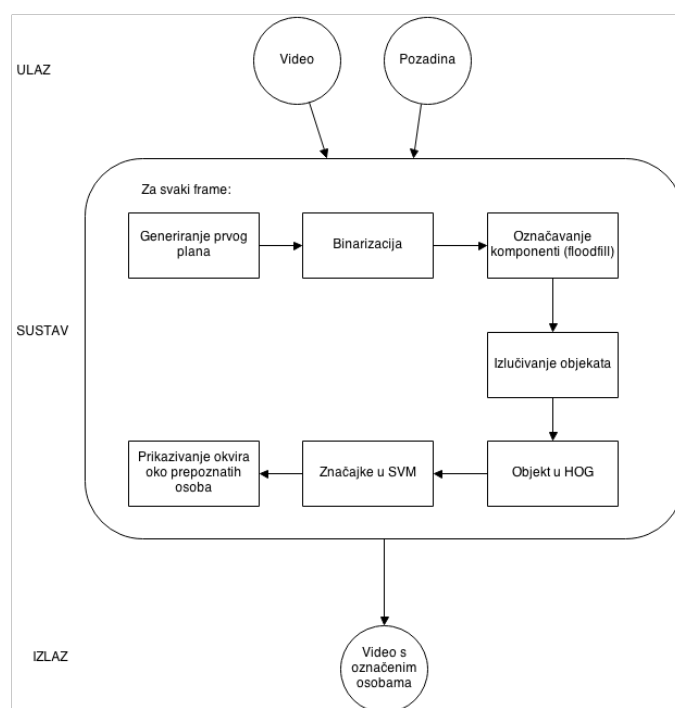 ULAZ
Video
Pozadina
SUSTAV
Za svaki frame:
Generiranje prvog
plana
Binarizacija
Označavanje
komponenti (floodfill)
Izlučivanje objekata
Objekt u HOG
Značajke u SVM
Prikazivanje okvira
oko prepoznatih
osoba
IZLAZ
Video s
označenim
osobama